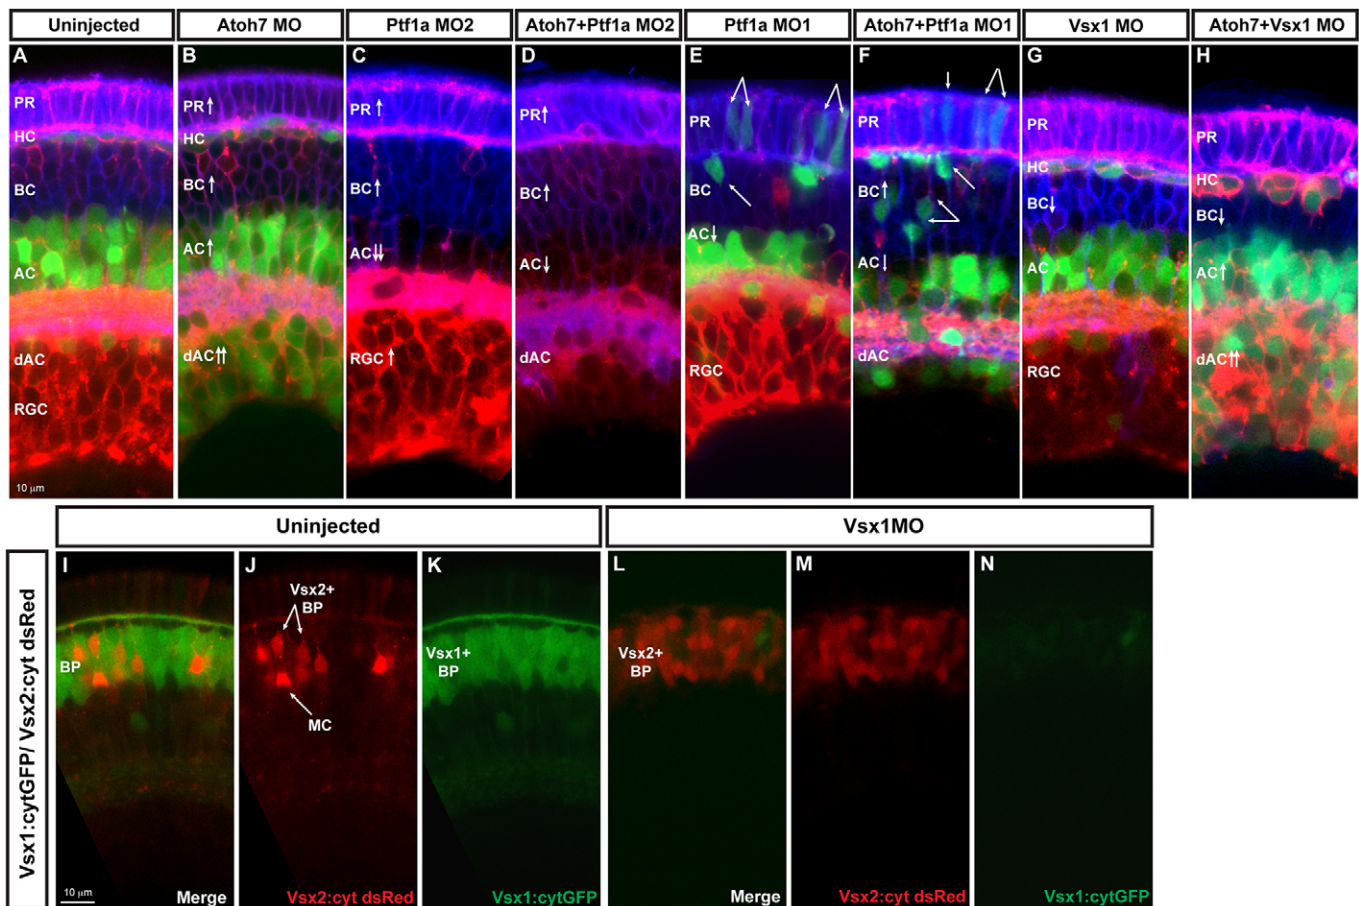 Uninjected
Atoh7 MO
Ptf1a MO2
Atoh7+Ptf1a MO2
Ptf1a MO1
Atoh7+Ptf1a MO1
Vsx1 MO
Atoh7+Vsx1 MO
A
PR
HC
BC
AC
dAC
RGC
10 µm
B
PR↑
HC
BC↑
AC↑
dAC⇈
C
PR↑
BC↑
AC⇊
RGC↑
D
PR↑
BC↑
AC↓
dAC
E
PR
BC
AC↓
RGC
F
PR
BC↑
AC↓
dAC
G
PR
HC
BC↓
AC
RGC
H
PR
HC
BC↓
AC↑
dAC⇈
Uninjected
Vsx1MO
Vsx1:cytGFP/ Vsx2:cyt dsRed
I
BP
10 µm
Merge
J
Vsx2+
BP
MC
Vsx2:cyt dsRed
K
Vsx1+
BP
Vsx1:cytGFP
L
Vsx2+
BP
Merge
M
Vsx2:cyt dsRed
N
Vsx1:cytGFP